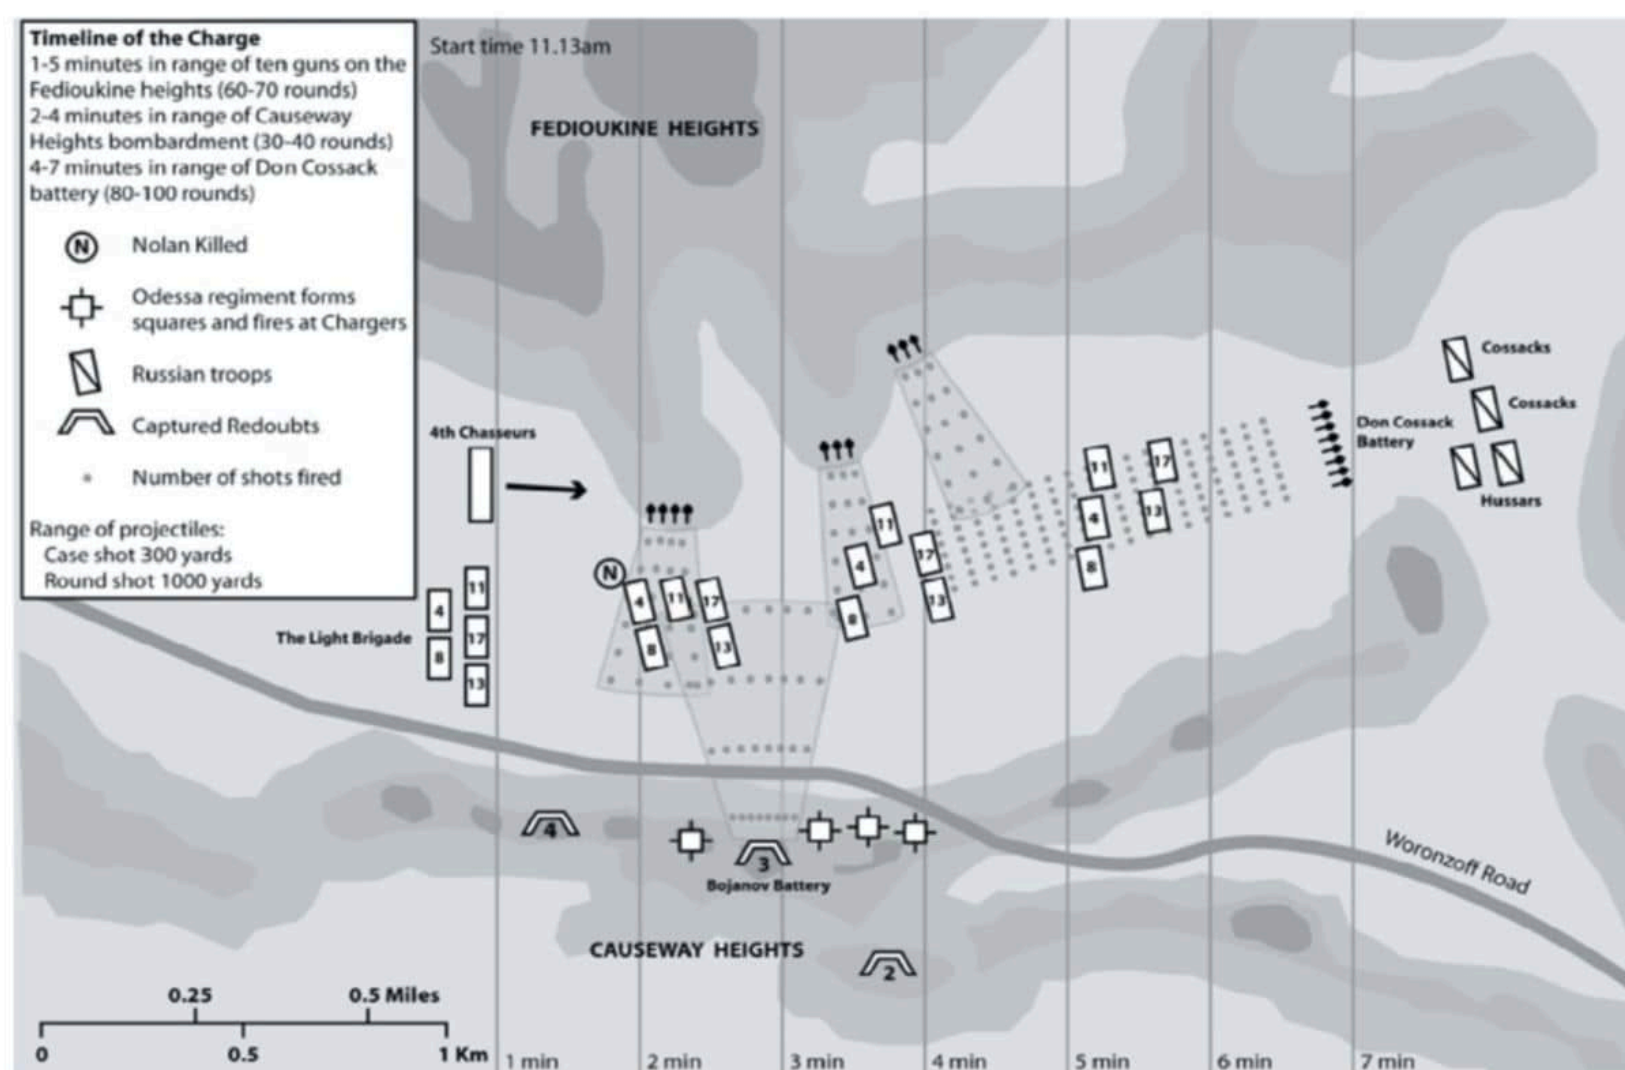 Timeline of the Charge
1-5 minutes in range of ten guns on the
Fedioukine heights (60-70 rounds)
2-4 minutes in range of Causeway
Heights bombardment (30-40 rounds)
4-7 minutes in range of Don Cossack
battery (80-100 rounds)
N
Nolan Killed
Odessa regiment forms
squares and fires at Chargers
Russian troops
Captured Redoubts
Number of shots fired
Range of projectiles:
Case shot 300 yards
Round shot 1000 yards
Start time 11.13am
FEDIOUKINE HEIGHTS
4th Chasseurs
The Light Brigade
4
8
11
17
13
N
4
11
17
8
13
11
4
8
17
13
11
17
4
13
8
Don Cossack
Battery
Cossacks
Cossacks
Hussars
4
3
Bojanov Battery
CAUSEWAY HEIGHTS
2
Woronzoff Road
0.25
0.5 Miles
0
0.5
1 Km
1 min
2 min
3 min
4 min
5 min
6 min
7 min